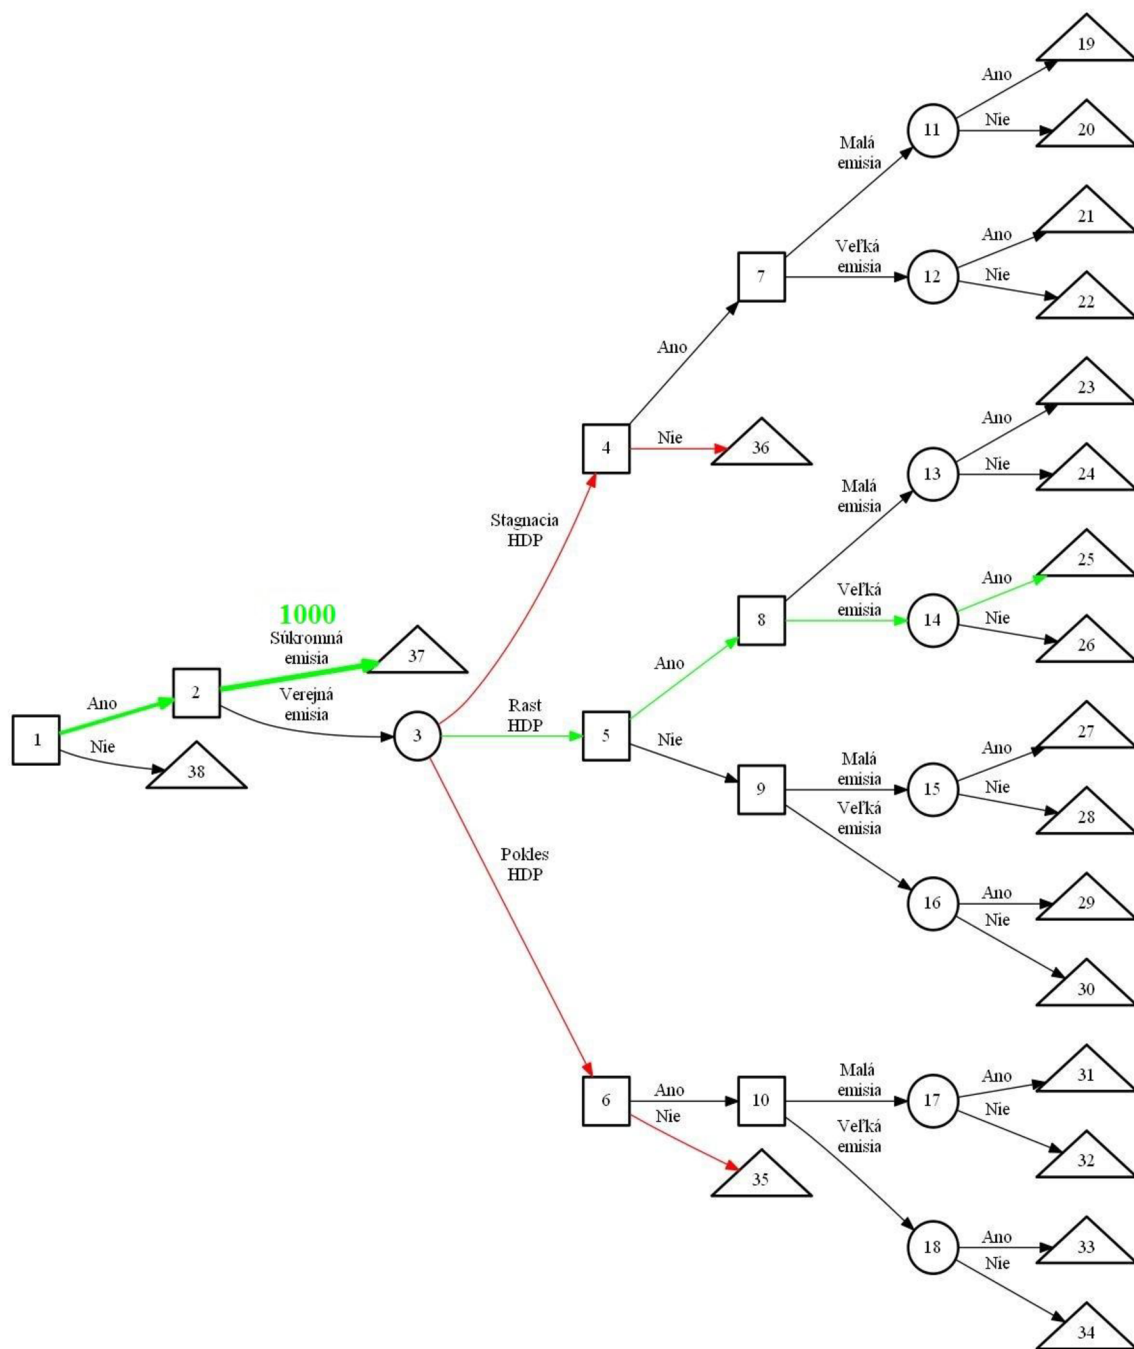 19
Ano
11
Nie
20
Malá
emisia
21
Ano
Veľká
emisia
7
12
Nie
22
Ano
23
Ano
4
Nie
36
13
Nie
24
Malá
emisia
Stagnacia
HDP
25
Ano
Veľká
emisia
1000
8
14
Nie
Súkromná
emisia
37
26
Ano
2
Verejná
emisia
Ano
Rast
HDP
27
1
3
5
Nie
Ano
Nie
38
Malá
emisia
9
15
Nie
28
Veľká
emisia
Pokles
HDP
16
Ano
29
Nie
30
Malá
emisia
Ano
31
6
Ano
10
17
Nie
Nie
Veľká
emisia
32
35
18
Ano
33
Nie
34